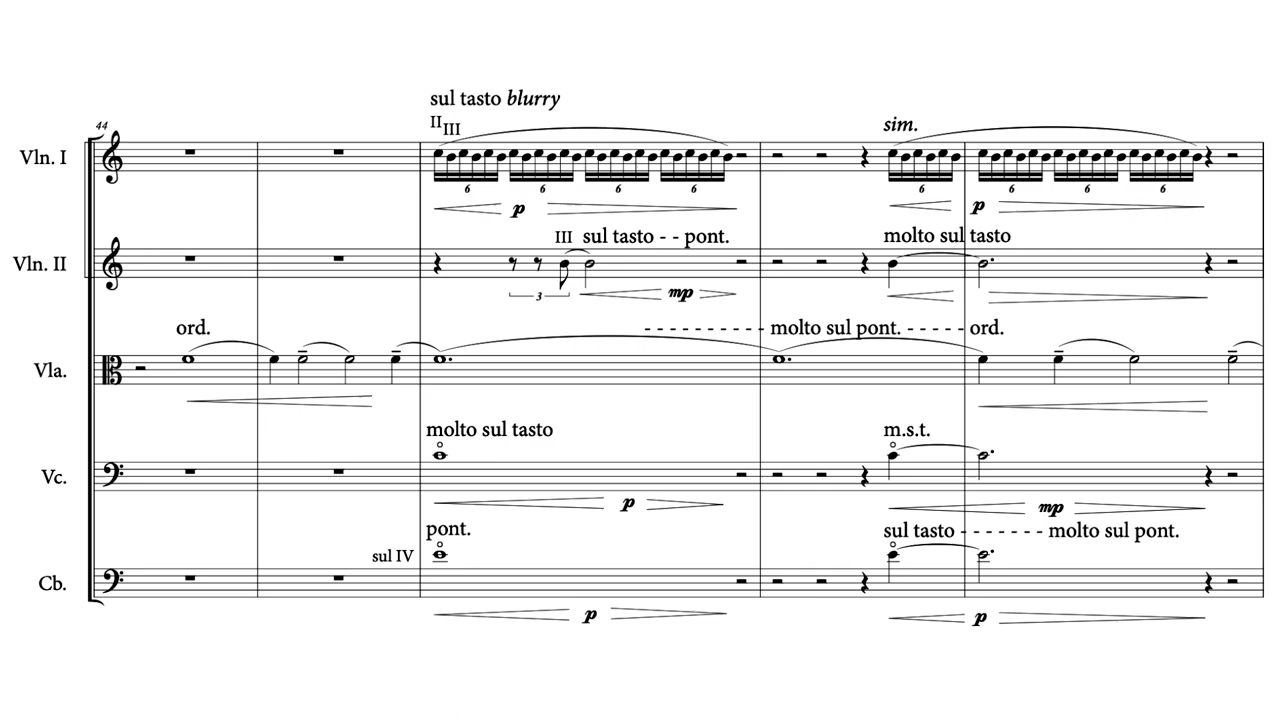 sul tasto blurry
II III
44
sim.
Vln. I
6 6 6 6 6 6 6 6
p p
III sul tasto - - pont. molto sul tasto
Vln. II
3 mp
ord. - - - - - - - - - - molto sul pont. - - - - - ord.
Vla.
molto sul tasto m.s.t.
Vc.
p mp
pont. sul tasto - - - - - - - molto sul pont.
sul IV
Cb.
p p